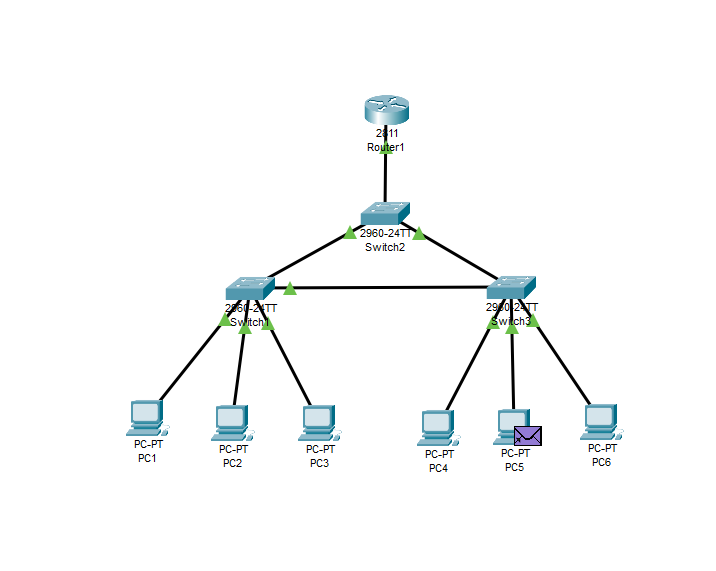 2811
Router1
2960-24TT
Switch2
2960-24TT
Switch1
2960-24TT
Switch3
PC-PT
PC1
PC-PT
PC2
PC-PT
PC3
PC-PT
PC4
PC-PT
PC5
PC-PT
PC6